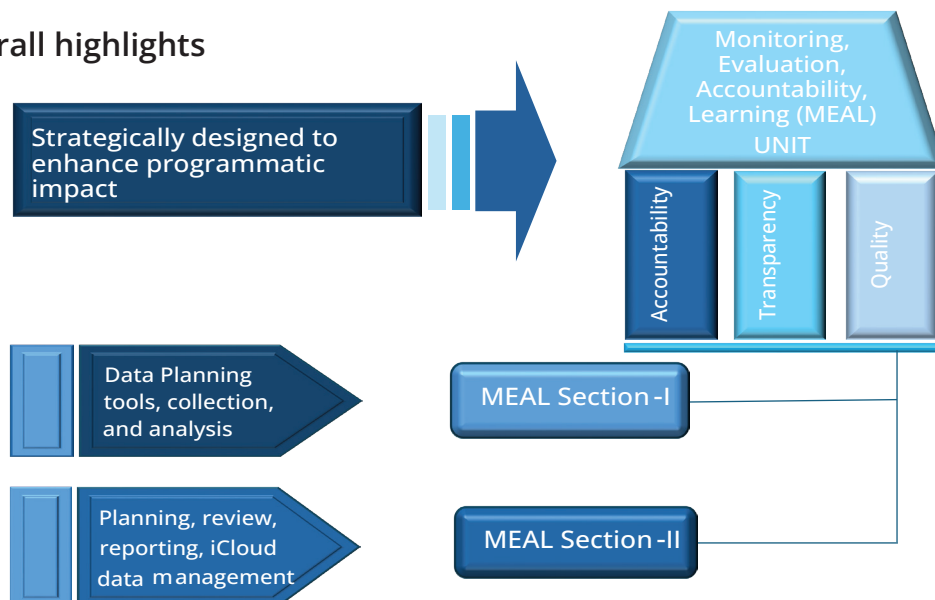 rall highlights
Strategically designed to
enhance programmatic
impact
Monitoring,
Evaluation,
Accountability,
Learning (MEAL)
UNIT
Accountability
Transparency
Quality
Data Planning
tools, collection,
and analysis
MEAL Section-I
Planning, review,
reporting, iCloud
data management
MEAL Section-II